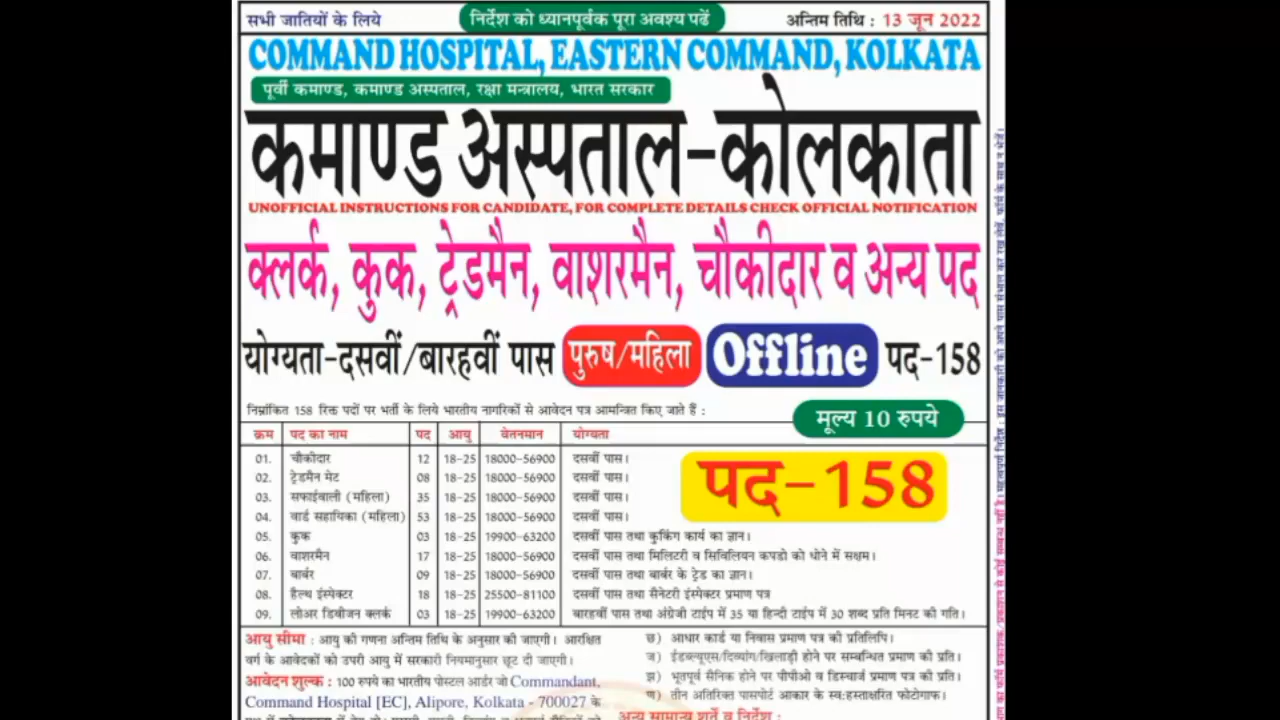 सभी जातियों के लिये
निर्देश को ध्यानपूर्वक पूरा अवश्य पढें
अन्तिम तिथि : 13 जून 2022
COMMAND HOSPITAL, EASTERN COMMAND, KOLKATA
पूर्वी कमाण्ड, कमाण्ड अस्पताल, रक्षा मन्त्रालय, भारत सरकार
कमाण्ड अस्पताल-कोलकाता
UNOFFICIAL INSTRUCTIONS FOR CANDIDATE, FOR COMPLETE DETAILS CHECK OFFICIAL NOTIFICATION
क्लर्क, कुक, ट्रेडमैन, वाशरमैन, चौकीदार व अन्य पद
योग्यता-दसवीं/बारहवीं पास पुरुष/महिला Offline पद-158
निम्नांकित 158 रिक्त पदों पर भर्ती के लिये भारतीय नागरिकों से आवेदन पत्र आमन्त्रित किए जाते हैं :
मूल्य 10 रुपये
क्रम पद का नाम पद आयु वेतनमान योग्यता
01. चौकीदार 12 18-25 18000-56900 दसवीं पास।
02. ट्रेडमैन मेट 08 18-25 18000-56900 दसवीं पास।
03. सफाईवाली (महिला) 35 18-25 18000-56900 दसवीं पास।
04. वार्ड सहायिका (महिला) 53 18-25 18000-56900 दसवीं पास।
पद-158
05. कुक 03 18-25 19900-63200 दसवीं पास तथा कुकिंग कार्य का ज्ञान।
06. वाशरमैन 17 18-25 18000-56900 दसवीं पास तथा मिलिटरी व सिविलियन कपडो को धोने में सक्षम।
07. बार्बर 09 18-25 18000-56900 दसवीं पास तथा बार्बर के ट्रेड का ज्ञान।
08. हैल्थ इंस्पेक्टर 18 18-25 25500-81100 दसवीं पास तथा सैनेटरी इंस्पेक्टर प्रमाण पत्र
09. लोअर डिवीजन क्लर्क 03 18-25 19900-63200 बारहवीं पास तथा अंग्रेजी टाईप में 35 या हिन्दी टाईप में 30 शब्द प्रति मिनट की गति।
आयु सीमा : आयु की गणना अन्तिम तिथि के अनुसार की जाएगी। आरक्षित
वर्ग के आवेदकों को उपरी आयु में सरकारी नियमानुसार छूट दी जाएगी।
आवेदन शुल्क : 100 रुपये का भारतीय पोस्टल आर्डर जो Commandant,
Command Hospital [EC], Alipore, Kolkata - 700027 के
छ) आधार कार्ड या निवास प्रमाण पत्र की प्रतिलिपि।
ज) ईडब्ल्यूएस/दिव्यांग/खिलाड़ी होने पर सम्बन्धित प्रमाण की प्रति।
झ) भूतपूर्व सैनिक होने पर पीपीओ व डिस्चार्ज प्रमाण पत्र की प्रति।
ण) तीन अतिरिक्त पासपोर्ट आकार के स्व:हस्ताक्षरित फोटोग्राफ।
अन्य सामान्य शर्ते व निर्देश :